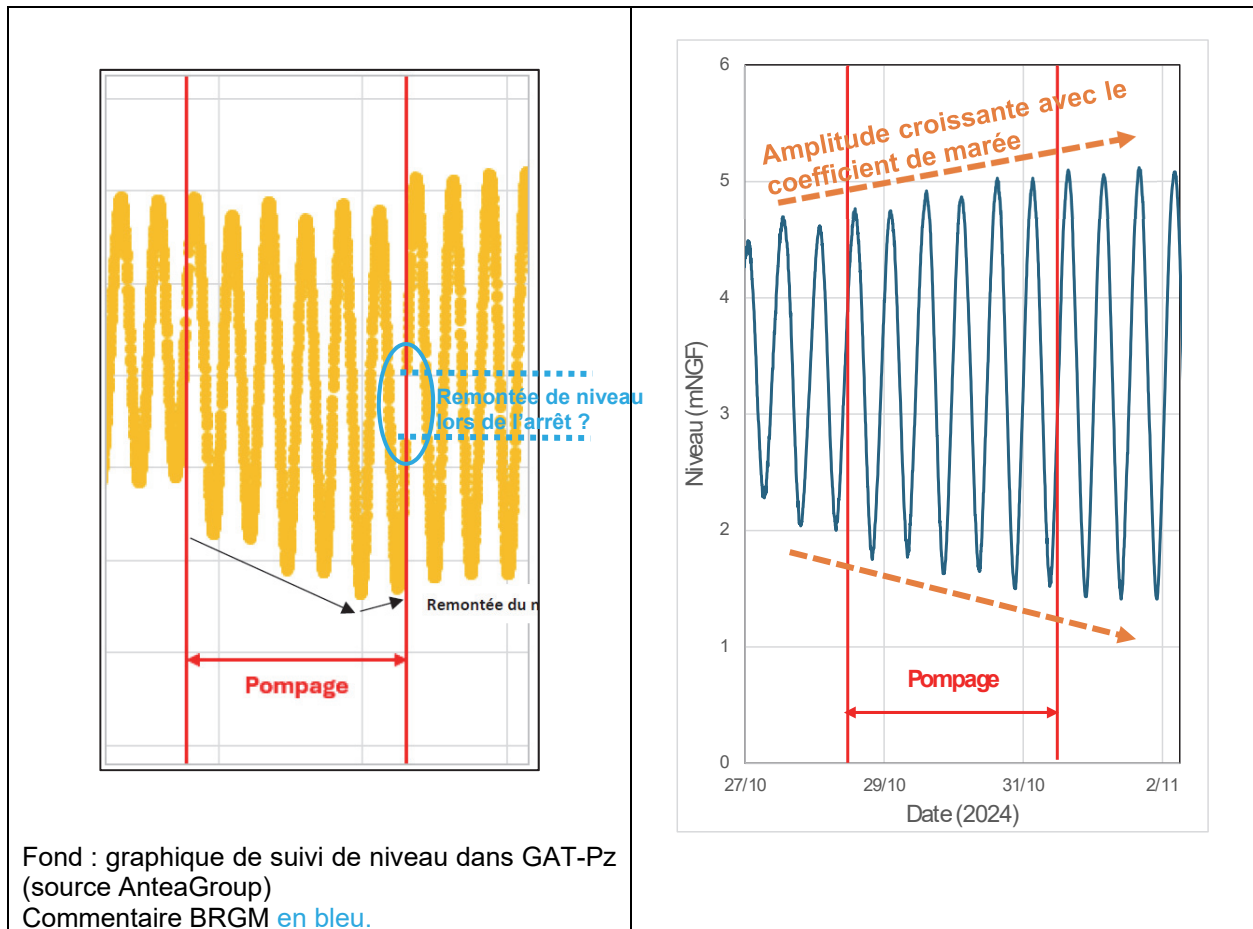 Remontée de niveau
lors de l'arrêt ?
Remontée du n
Pompage
Fond : graphique de suivi de niveau dans GAT-Pz
(source AnteaGroup)
Commentaire BRGM en bleu.
Amplitude croissante avec le
coefficient de marée
6
5
4
3
2
1
0
Niveau (mNGF)
Pompage
27/10
29/10
31/10
2/11
Date (2024)